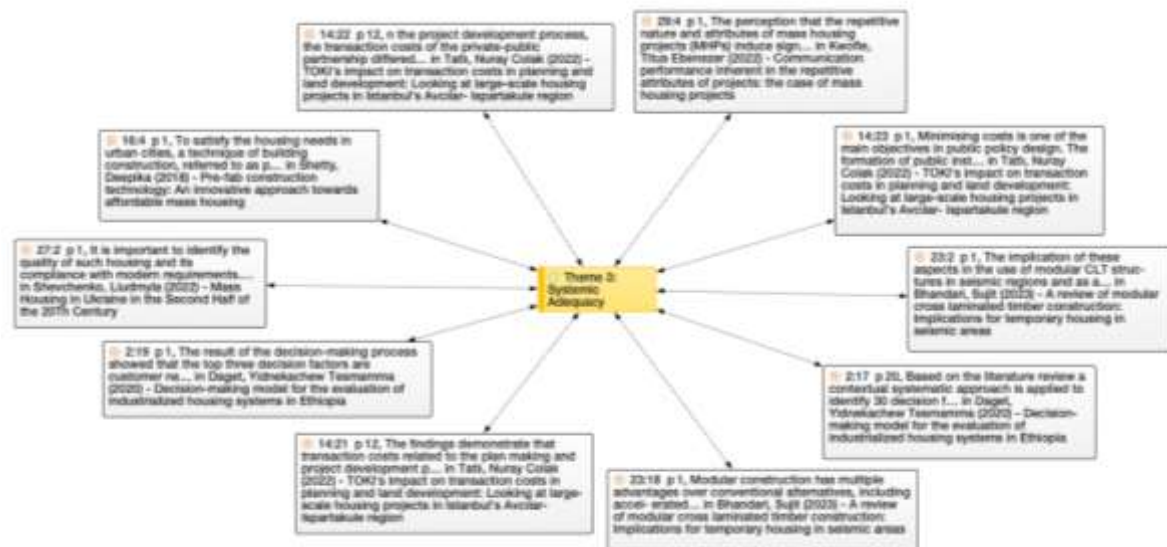 14:22 p 12, n the project development process,
the transaction costs of the private-public
partnership differed... in Tatlı, Nuray Colak (2022) -
TOKI's impact on transaction costs in planning and
land development: Looking at large-scale housing
projects in Istanbul's Avcilar- Ispartakule region
29:4 p 1, The perception that the repetitive
nature and attributes of mass housing
projects (MHPs) induce sign... in Kwofie,
Titus Ebenezer (2022) - Communication
performance inherent in the repetitive
attributes of projects: the case of mass
housing projects
16:4 p 1, To satisfy the housing needs in
urban cities, a technique of building
construction, referred to as p... in Shetty,
Deepika (2018) - Pre-fab construction
technology: An innovative approach towards
affordable mass housing
14:23 p 1, Minimising costs is one of the
main objectives in public policy design. The
formation of public inst... in Tatlı, Nuray
Colak (2022) - TOKI's impact on transaction
costs in planning and land development:
Looking at large-scale housing projects in
Istanbul's Avcilar- Ispartakule region
27:2 p 1, It is important to identify the
quality of such housing and its
compliance with modern requirements....
in Shevchenko, Liudmyla (2022) - Mass
Housing in Ukraine in the Second Half of
the 20Th Century
Theme 3:
Systemic
Adequacy
23:2 p 1, The implication of these
aspects in the use of modular CLT struc-
tures in seismic regions and as a... in
Bhandari, Sujit (2023) - A review of modular
cross laminated timber construction:
Implications for temporary housing in
seismic areas
2:19 p 1, The result of the decision-making process
showed that the top three decision factors are
customer ne... in Daget, Yidnekachew Tesmamma
(2020) - Decision-making model for the evaluation of
industrialized housing systems in Ethiopia
2:17 p 20, Based on the literature review a
contextual systematic approach is applied to
identify 30 decision f... in Daget,
Yidnekachew Tesmamma (2020) - Decision-
making model for the evaluation of
industrialized housing systems in Ethiopia
14:21 p 12, The findings demonstrate that
transaction costs related to the plan making and
project development p... in Tatlı, Nuray Colak
(2022) - TOKI's impact on transaction costs in
planning and land development: Looking at large-
scale housing projects in Istanbul's Avcilar-
Ispartakule region
23:18 p 1, Modular construction has multiple
advantages over conventional alternatives, including
accel- erated... in Bhandari, Sujit (2023) - A review
of modular cross laminated timber construction:
Implications for temporary housing in seismic areas